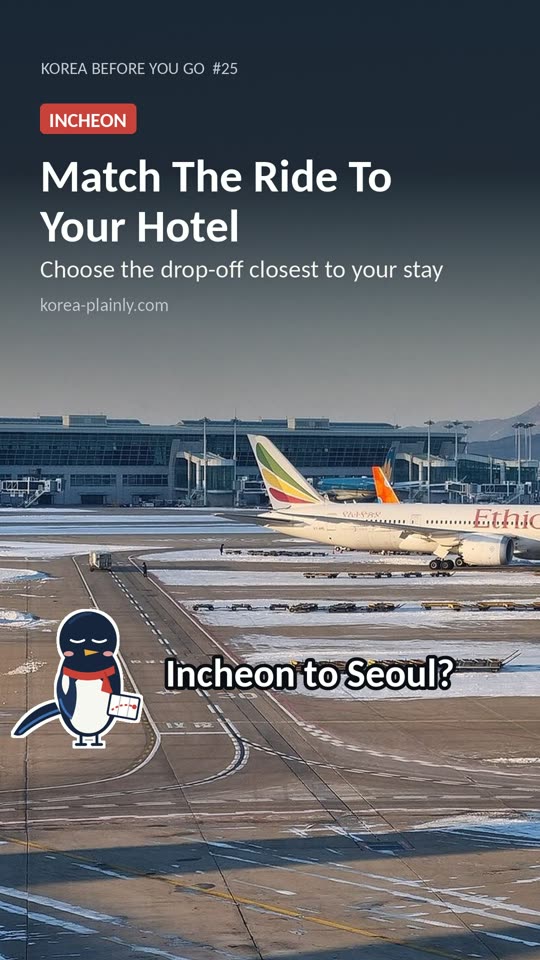 KOREA BEFORE YOU GO #25
INCHEON
Match The Ride To
Your Hotel
Choose the drop-off closest to your stay
korea-plainly.com
Incheon to Seoul?